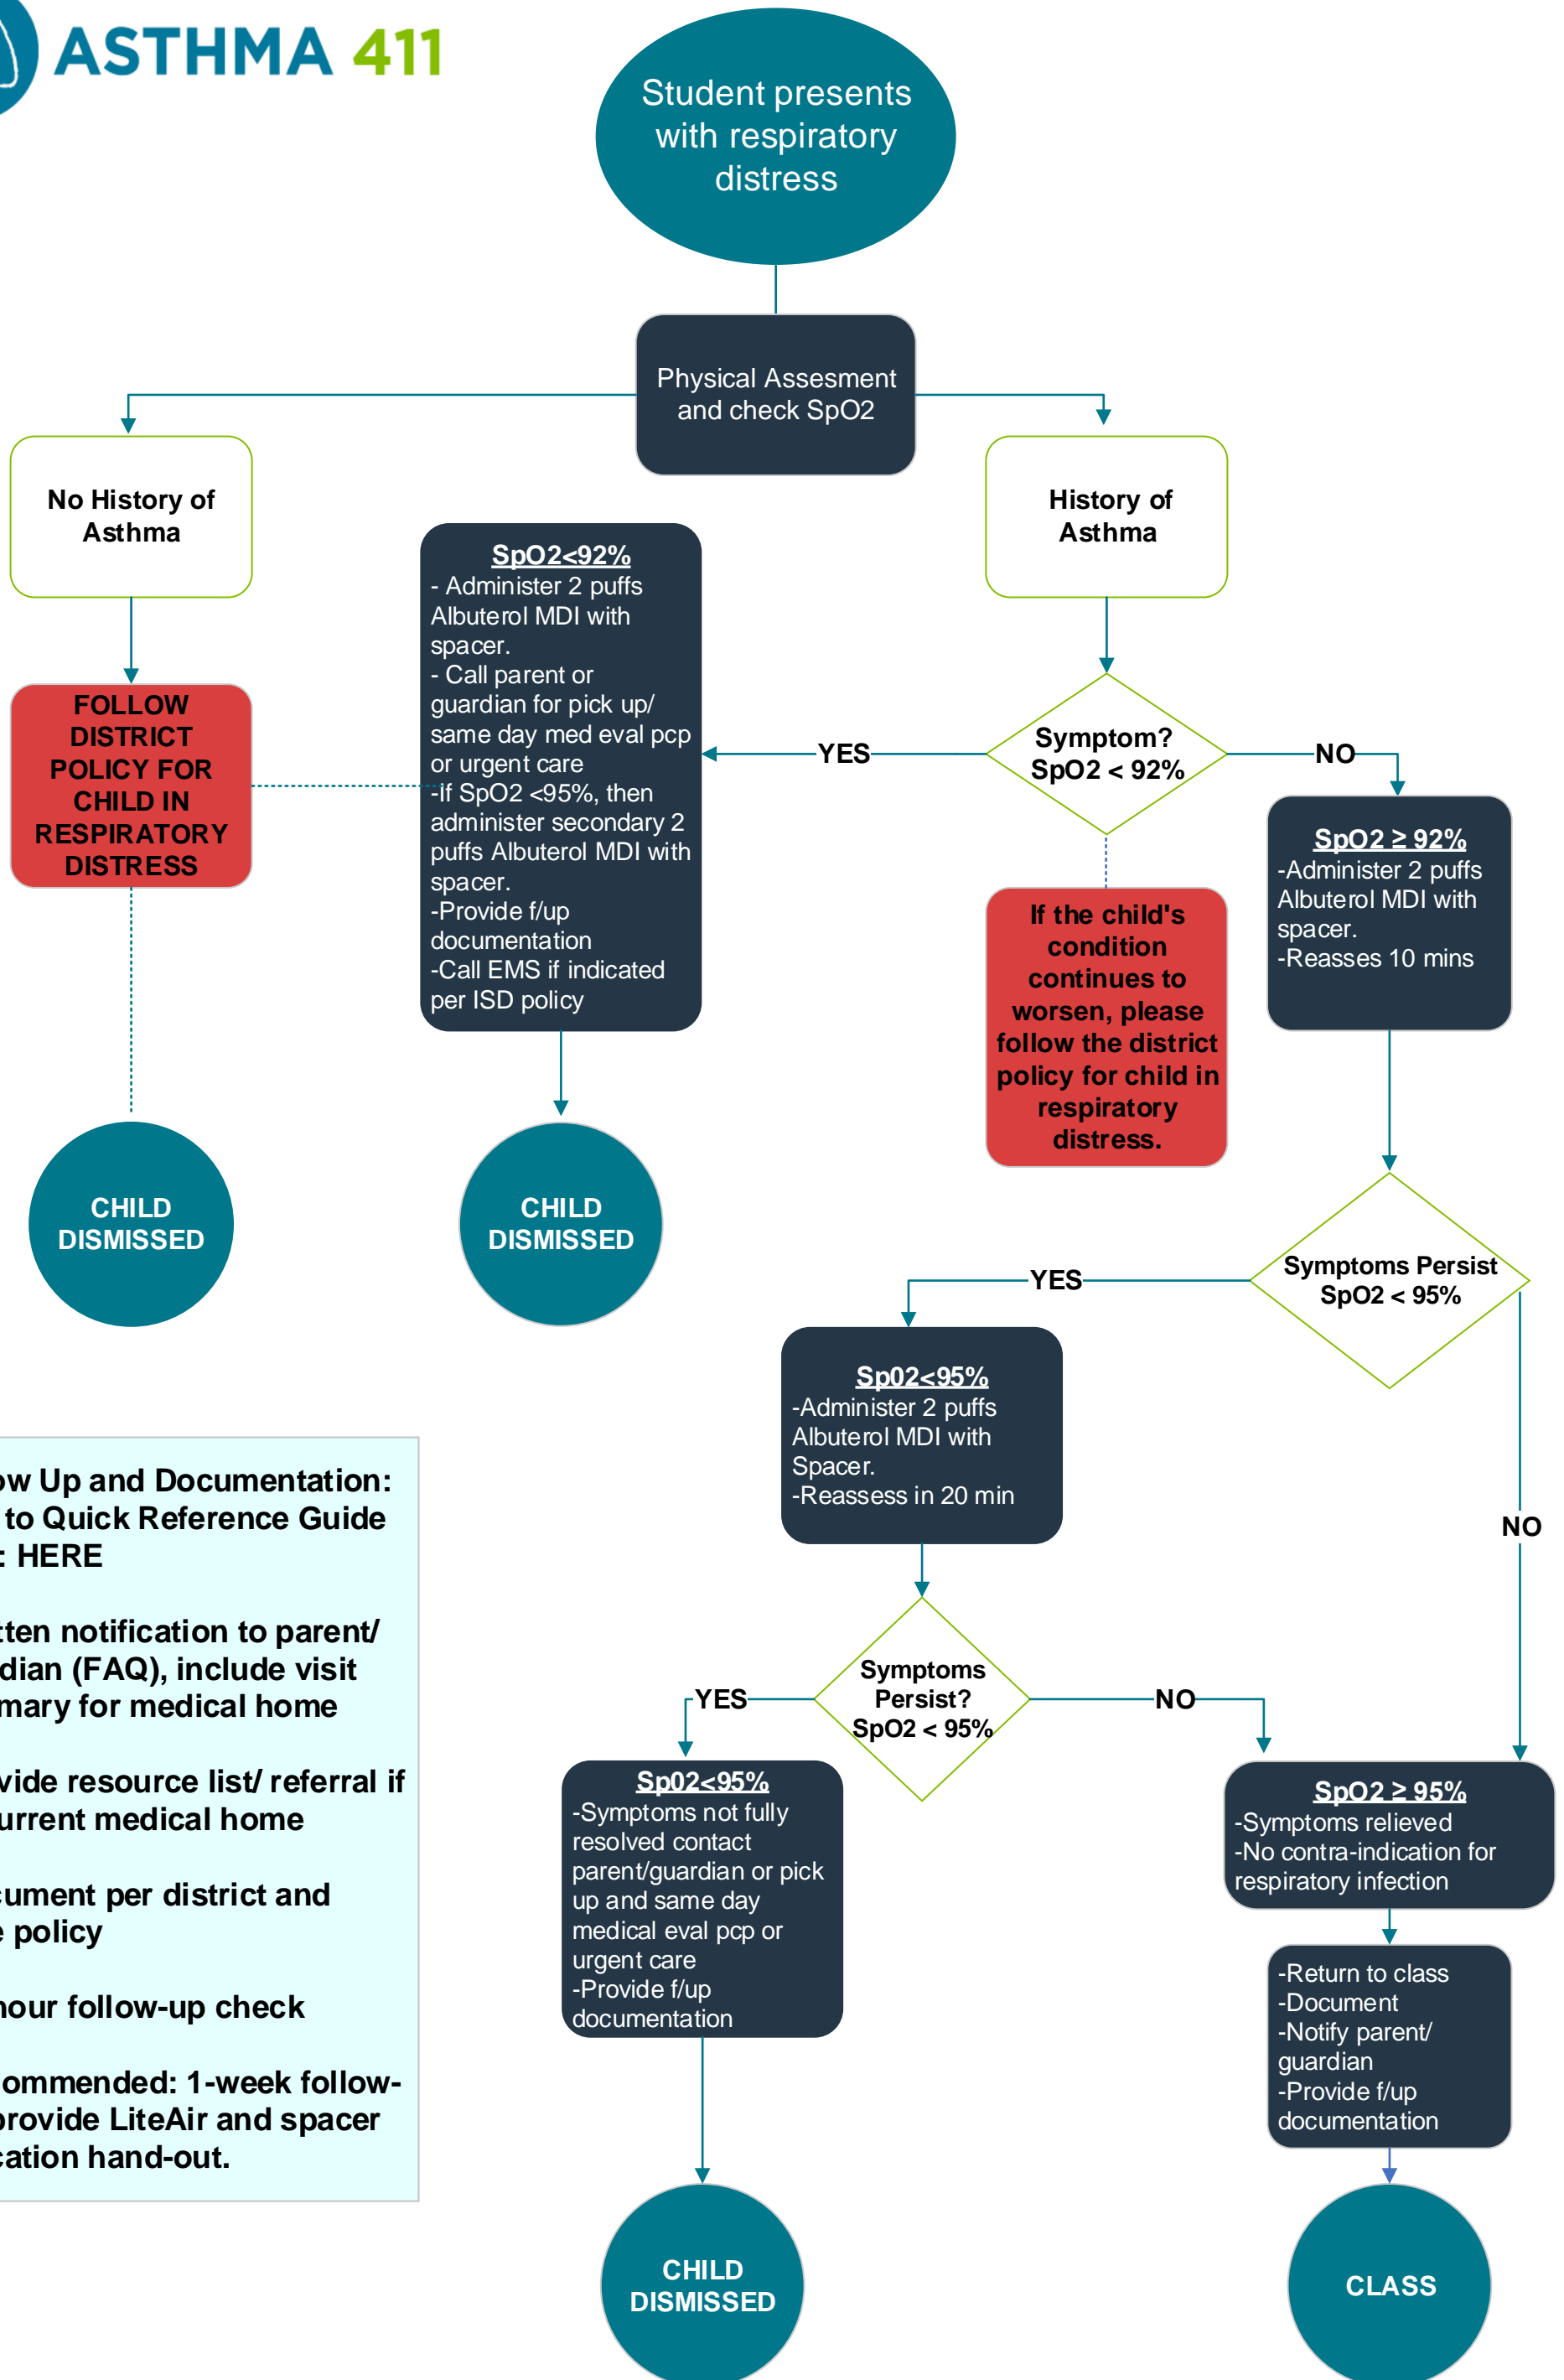 ASTHMA 411
Student presents
with respiratory
distress
Physical Assesment
and check SpO2
No History of
Asthma
History of
Asthma
SpO2<92%
- Administer 2 puffs
Albuterol MDI with
spacer.
- Call parent or
guardian for pick up/
same day med eval pcp
or urgent care
-If SpO2 <95%, then
administer secondary 2
puffs Albuterol MDI with
spacer.
-Provide f/up
documentation
-Call EMS if indicated
per ISD policy
FOLLOW
DISTRICT
POLICY FOR
CHILD IN
RESPIRATORY
DISTRESS
YES
Symptom?
SpO2 < 92%
NO
SpO2 ≥ 92%
-Administer 2 puffs
Albuterol MDI with
spacer.
-Reasses 10 mins
If the child's
condition
continues to
worsen, please
follow the district
policy for child in
respiratory
distress.
CHILD
DISMISSED
CHILD
DISMISSED
YES
Symptoms Persist
SpO2 < 95%
NO
Sp02<95%
-Administer 2 puffs
Albuterol MDI with
Spacer.
-Reassess in 20 min
Up and Documentation:
to Quick Reference Guide
: HERE
notification to parent/
(FAQ), include visit
for medical home
resource list/ referral if
medical home
per district and
policy
follow-up check
1-week follow-
provide LiteAir and spacer
hand-out.
YES
Symptoms
Persist?
SpO2 < 95%
NO
Sp02<95%
-Symptoms not fully
resolved contact
parent/guardian or pick
up and same day
medical eval pcp or
urgent care
-Provide f/up
documentation
SpO2 ≥ 95%
-Symptoms relieved
-No contra-indication for
respiratory infection
-Return to class
-Document
-Notify parent/
guardian
-Provide f/up
documentation
CHILD
DISMISSED
CLASS